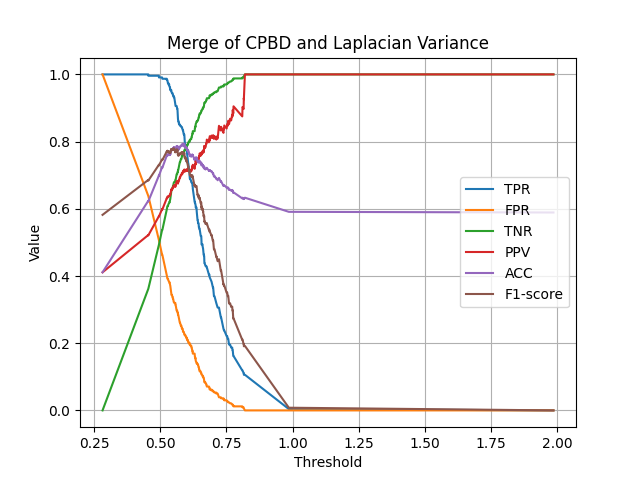 Merge of CPBD and Laplacian Variance
Value
1.0
0.8
0.6
0.4
0.2
0.0
TPR
FPR
TNR
PPV
ACC
F1-score
0.25
0.50
0.75
1.00
1.25
1.50
1.75
2.00
Threshold